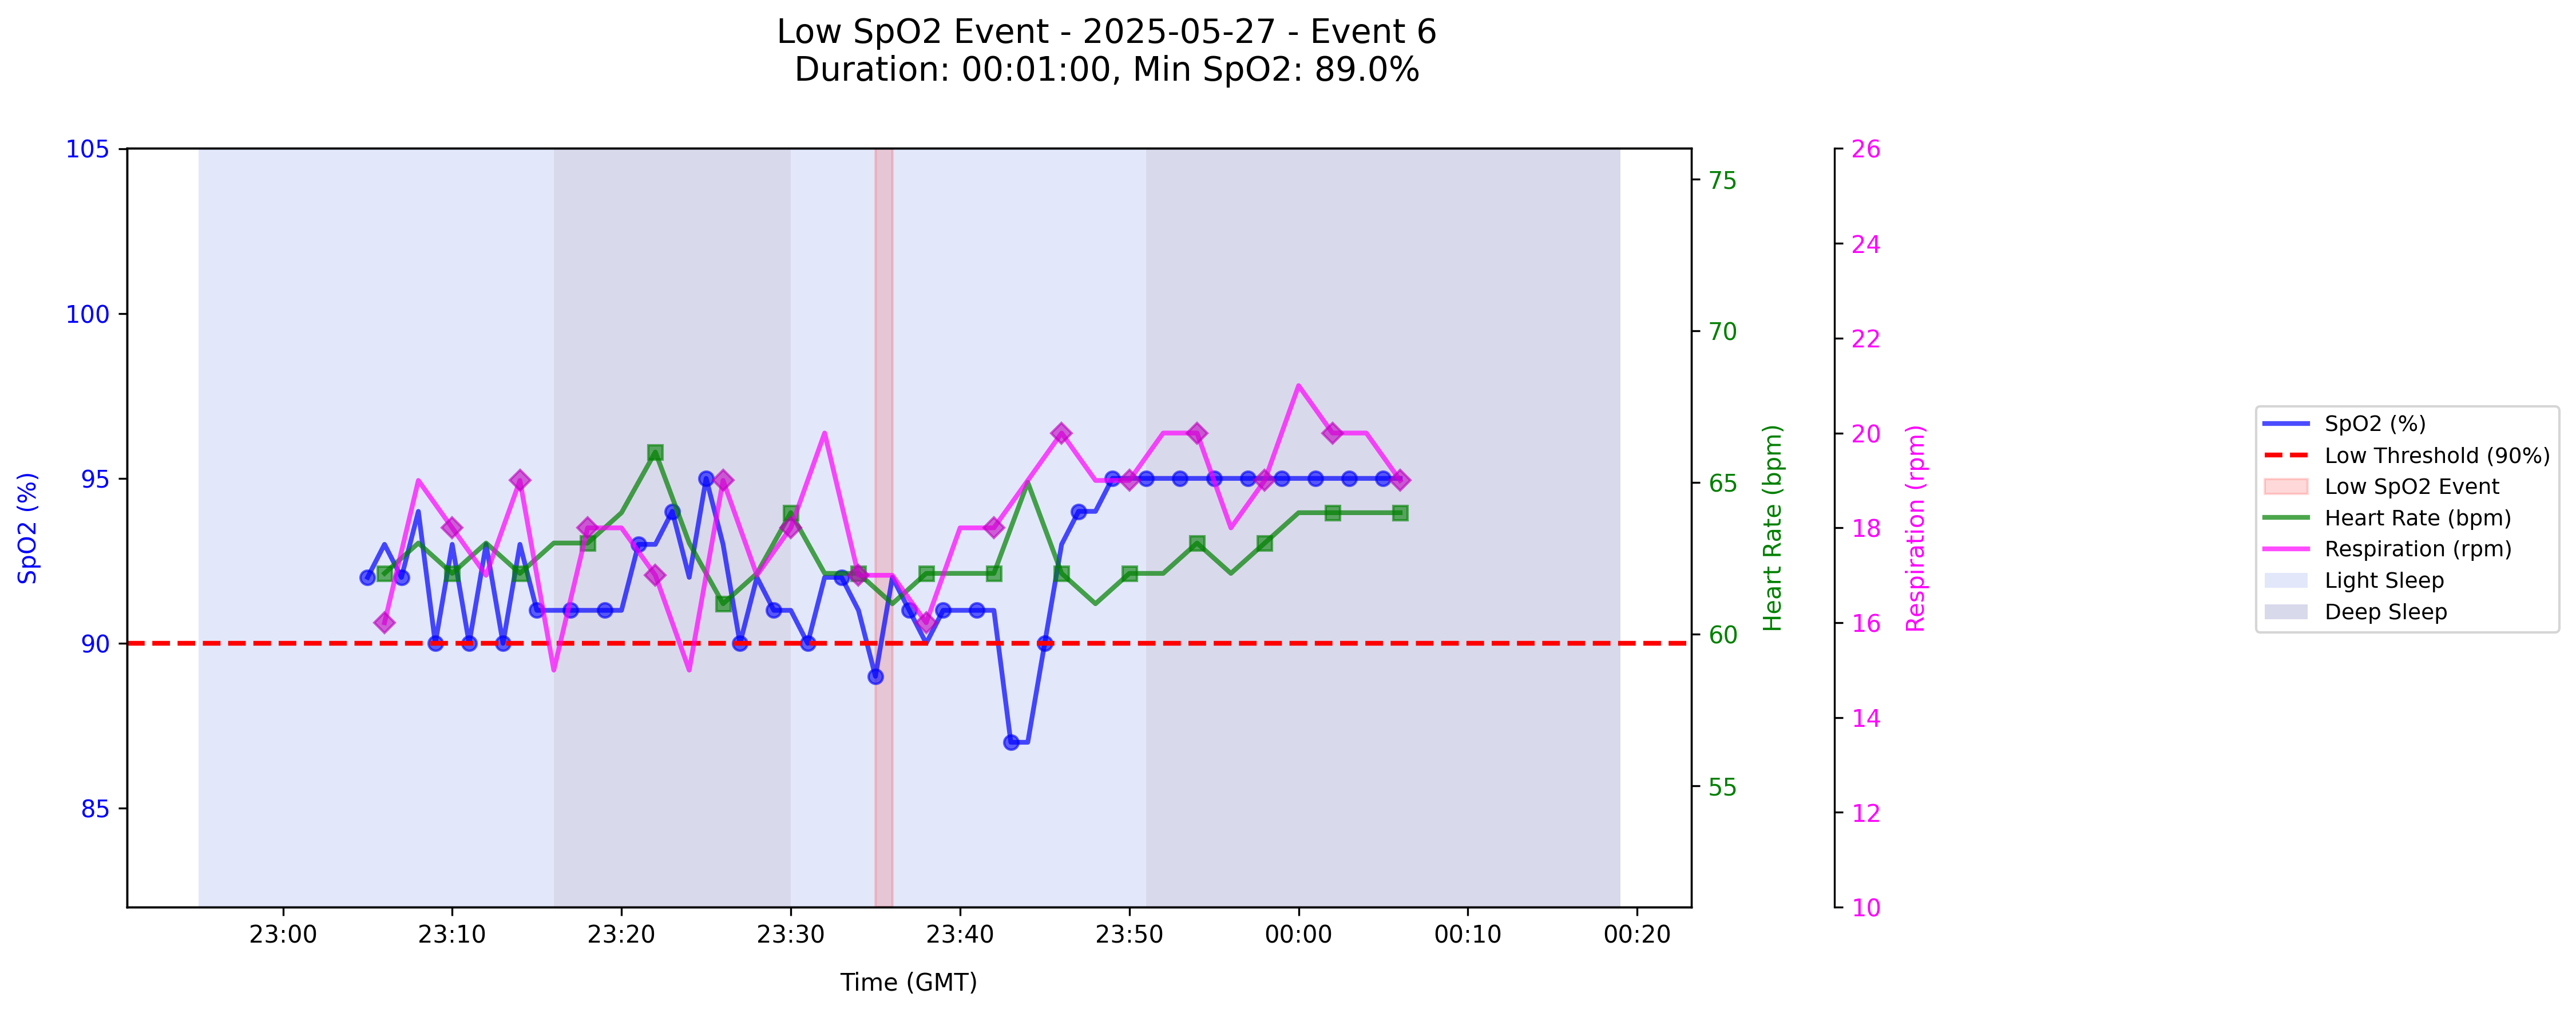 Low SpO2 Event - 2025-05-27 - Event 6
Duration: 00:01:00, Min SpO2: 89.0%
105
100
95
90
85
SpO2 (%)
75
70
65
60
55
Heart Rate (bpm)
26
24
22
20
18
16
14
12
10
Respiration (rpm)
SpO2 (%)
Low Threshold (90%)
Low SpO2 Event
Heart Rate (bpm)
Respiration (rpm)
Light Sleep
Deep Sleep
23:00 23:10 23:20 23:30 23:40 23:50 00:00 00:10 00:20
Time (GMT)